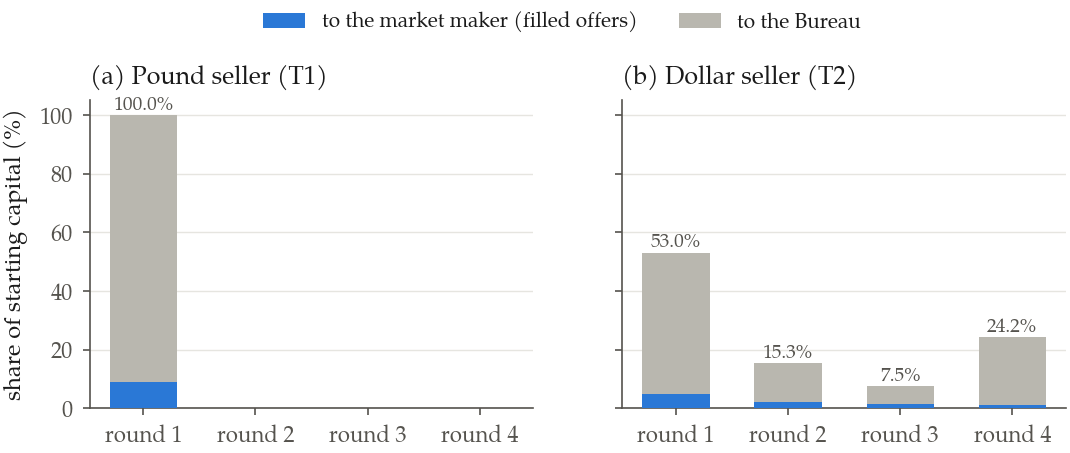 to the market maker (filled offers) to the Bureau
(a) Pound seller (T1)
(b) Dollar seller (T2)
share of starting capital (%)
100
80
60
40
20
0
100.0%
round 1 round 2 round 3 round 4
53.0%
15.3%
7.5%
24.2%
round 1 round 2 round 3 round 4